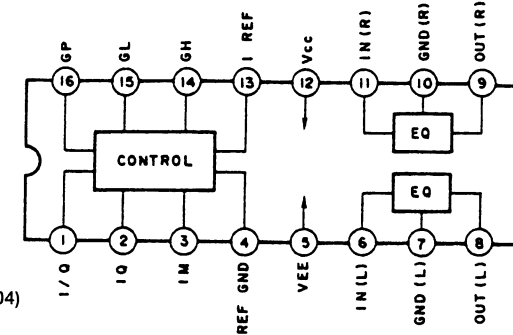 GP
GL
GH
I REF
Vcc
IN(R)
GND(R)
OUT(R)
16
15
14
13
12
11
10
9
CONTROL
EQ
EQ
1
2
3
4
5
6
7
8
I/Q
IQ
IM
REF GND
VEE
IN(L)
GND(L)
OUT(L)
04)